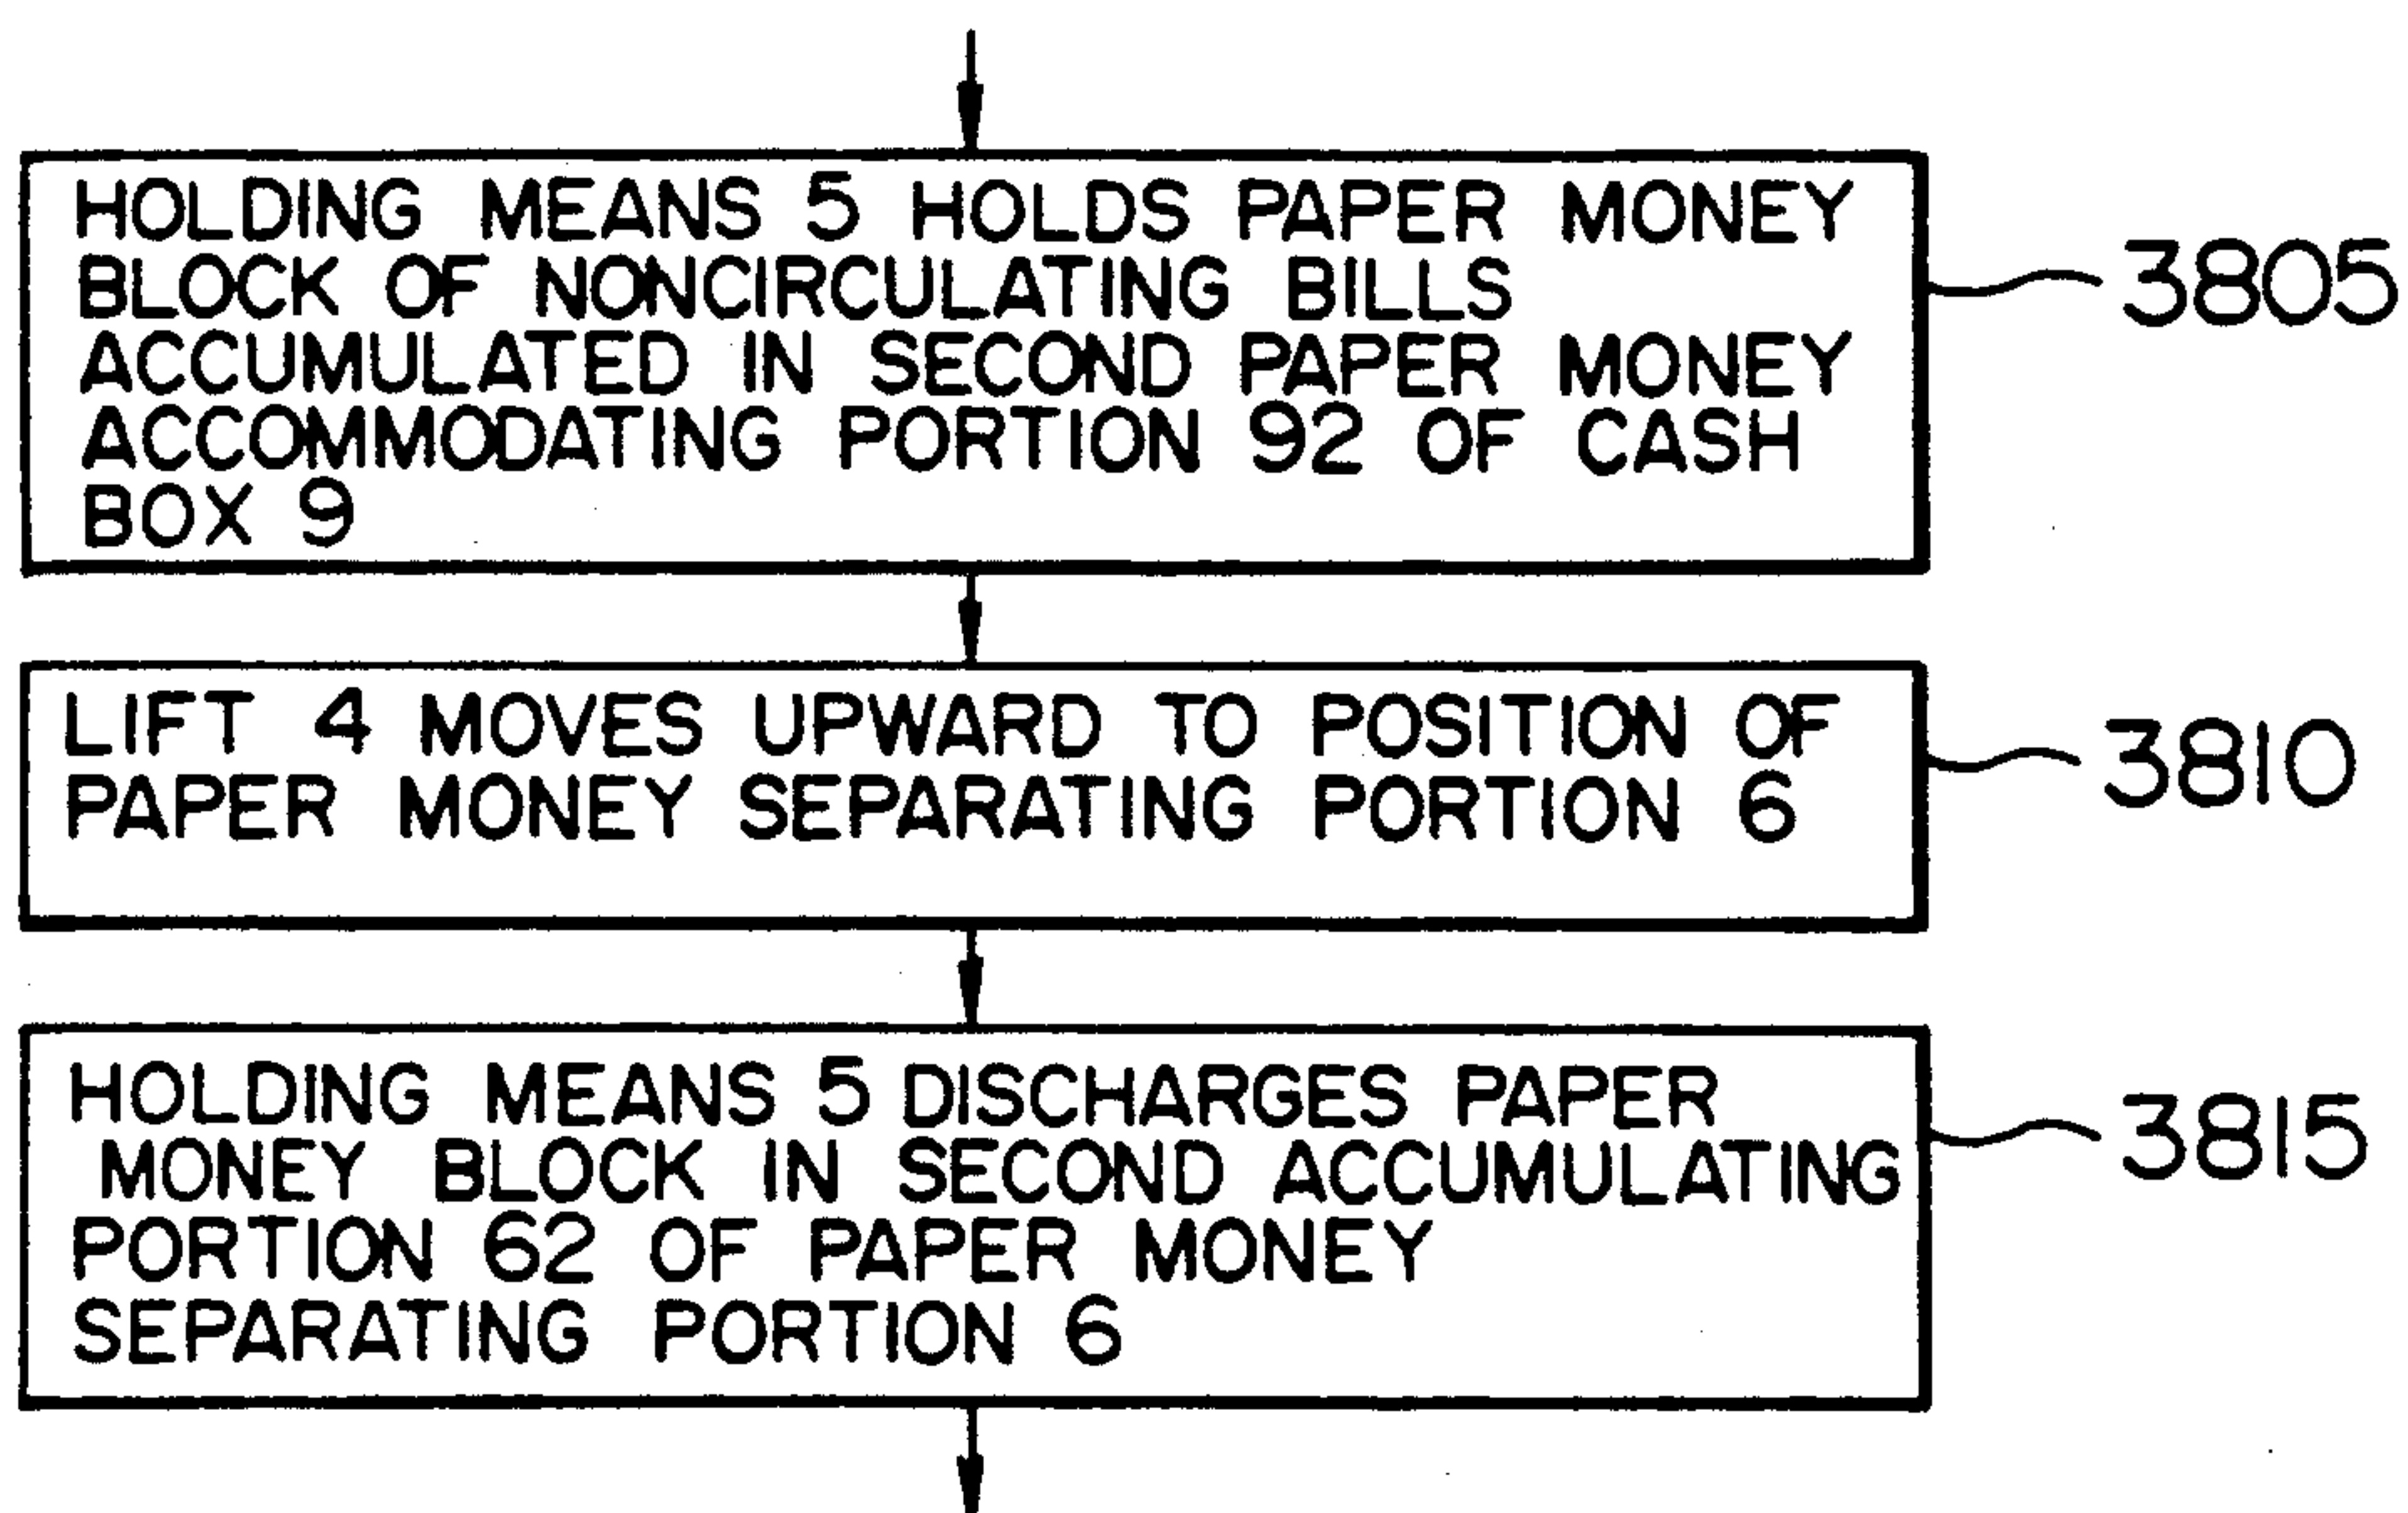 HOLDING MEANS 5 HOLDS PAPER MONEY
BLOCK OF NONCIRCULATING BILLS
ACCUMULATED IN SECOND PAPER MONEY
ACCOMMODATING PORTION 92 OF CASH
BOX 9
3805
LIFT 4 MOVES UPWARD TO POSITION OF
PAPER MONEY SEPARATING PORTION 6
3810
HOLDING MEANS 5 DISCHARGES PAPER
MONEY BLOCK IN SECOND ACCUMULATING
PORTION 62 OF PAPER MONEY
SEPARATING PORTION 6
3815